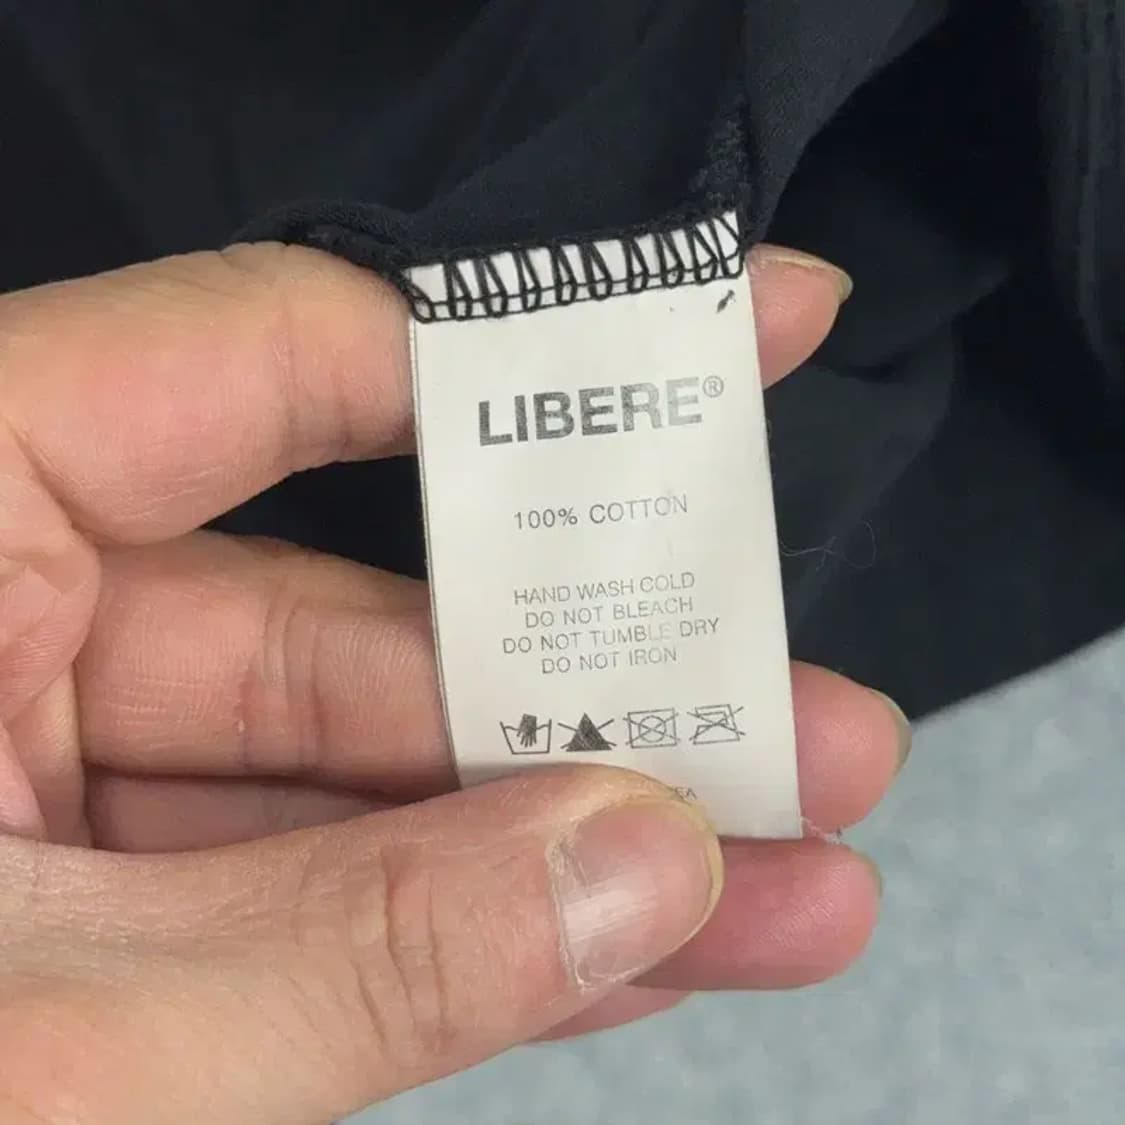 LIBERE®
100% COTTON
HAND WASH COLD
DO NOT BLEACH
DO NOT TUMBLE DRY
DO NOT IRON